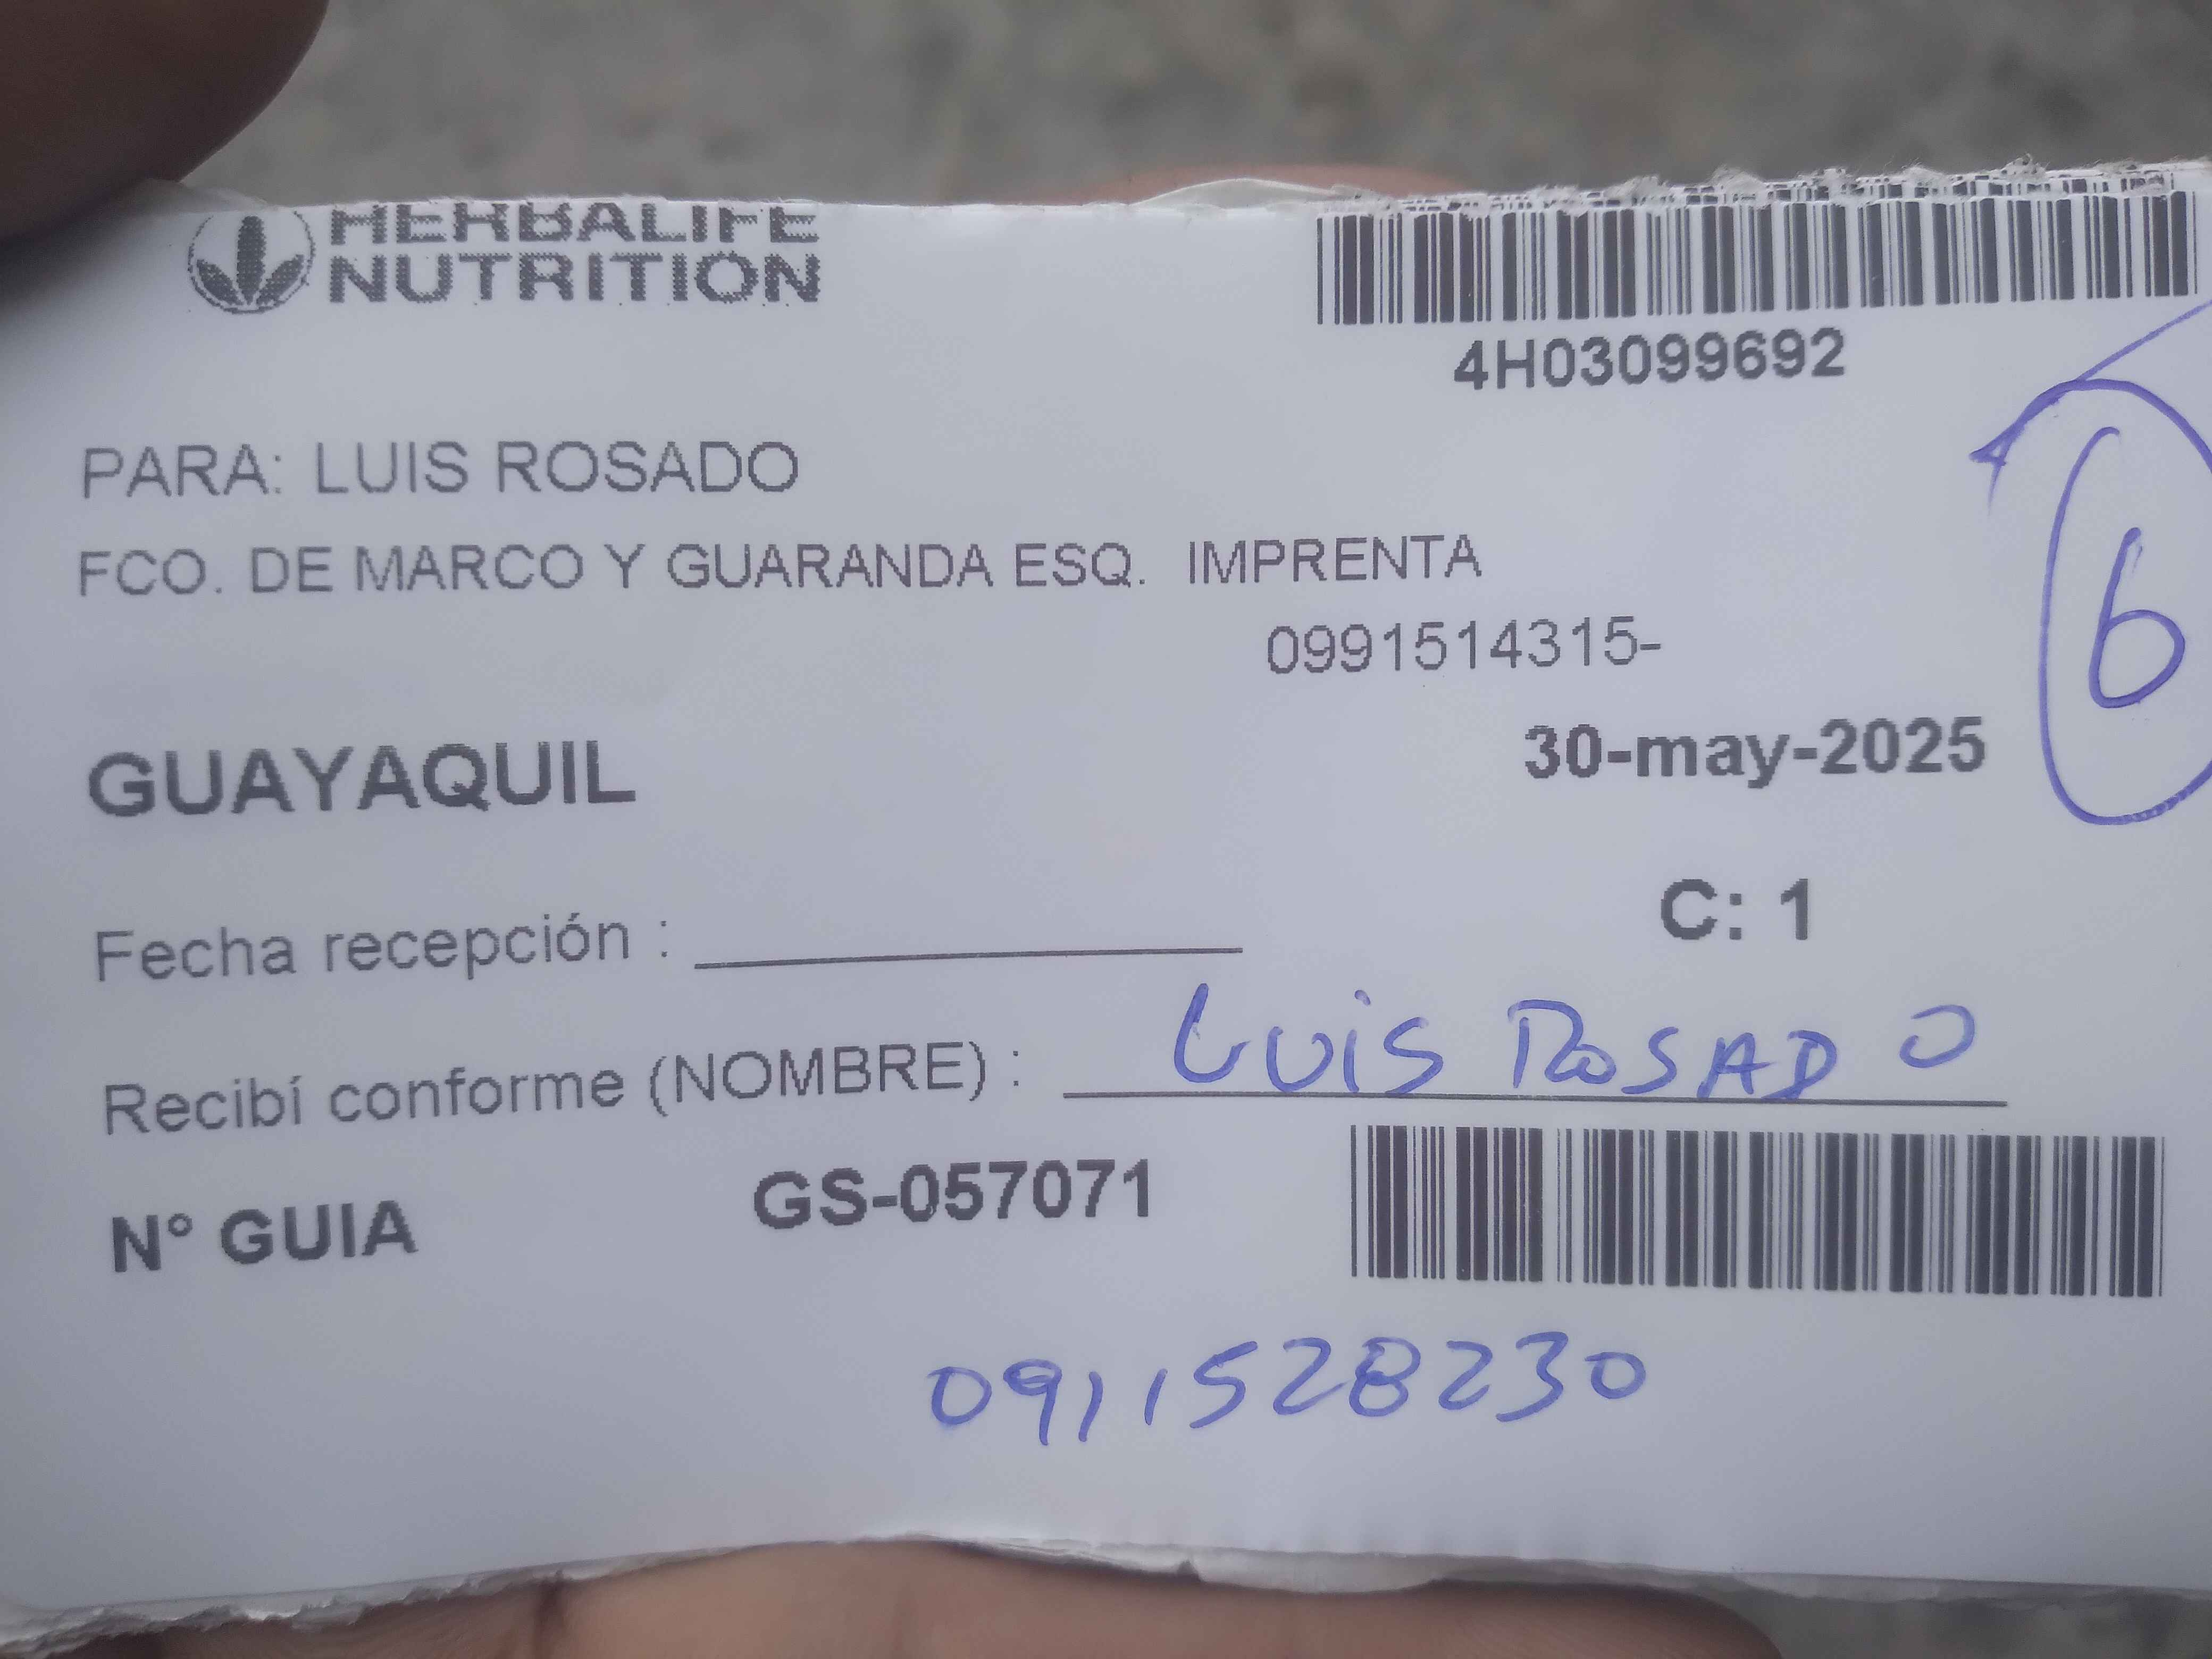 HERBALIFE
NUTRITION
4H03099692
PARA: LUIS ROSADO
FCO. DE MARCO Y GUARANDA ESQ. IMPRENTA
0991514315-
6
GUAYAQUIL
30-may-2025
C: 1
Fecha recepción :
Recibí conforme (NOMBRE) : LUIS ROSADO
N° GUIA GS-057071
0911528230